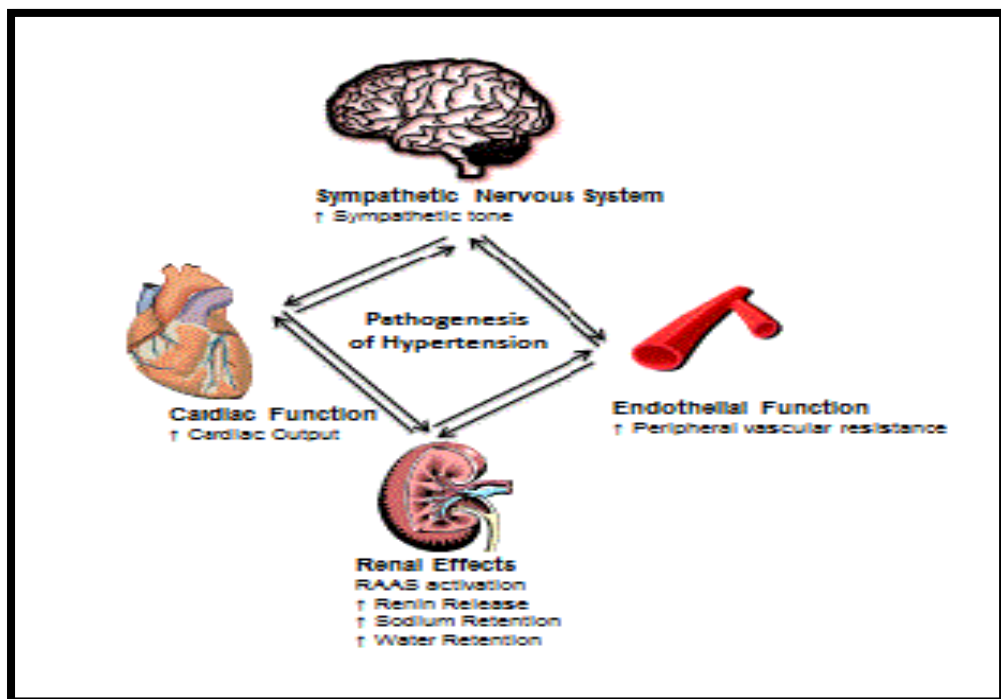 Sympathetic Nervous System
↑ Sympathetic tone
Pathogenesis
of Hypertension
Cardiac Function
↑ Cardiac Output
Endothelial Function
↑ Peripheral vascular resistance
Renal Effects
RAAS activation
↑ Renin Release
↑ Sodium Retention
↑ Water Retention